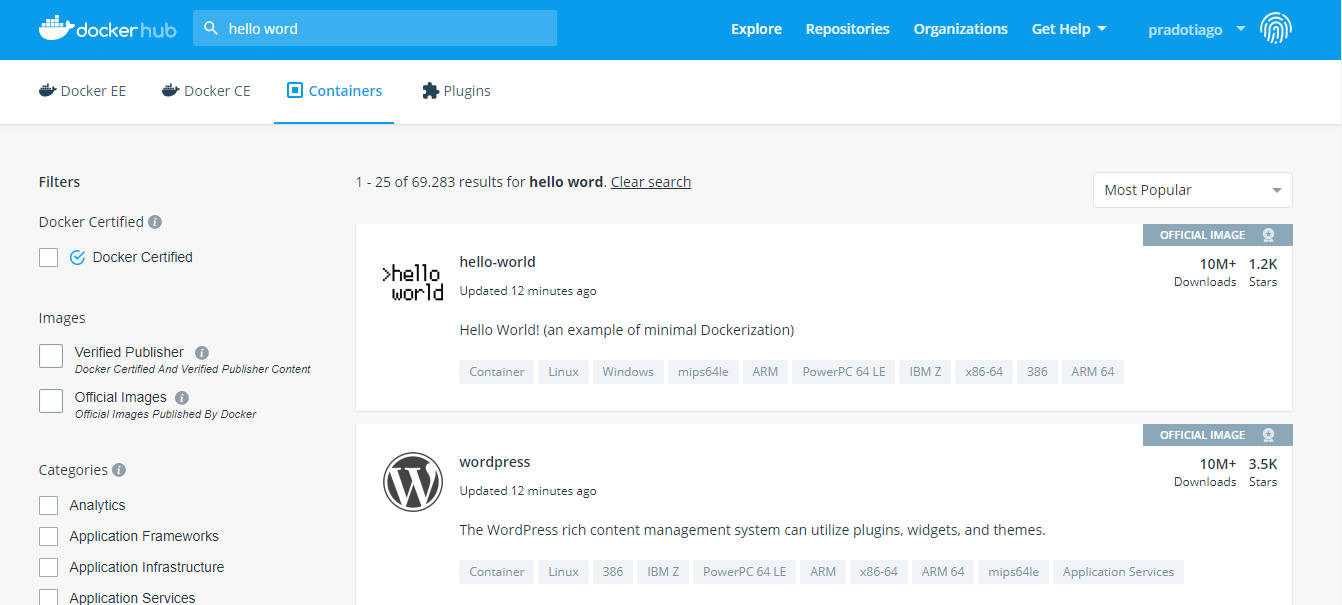 docker hub
hello word
Explore Repositories Organizations Get Help pradotiago
Docker EE Docker CE Containers Plugins
Filters
Docker Certified
Docker Certified
Images
Verified Publisher
Docker Certified And Verified Publisher Content
Official Images
Official Images Published By Docker
Categories
Analytics
Application Frameworks
Application Infrastructure
Application Services
1 - 25 of 69.283 results for hello word. Clear search
Most Popular
OFFICIAL IMAGE
>hello
world
hello-world
Updated 12 minutes ago
10M+ 1.2K
Downloads Stars
Hello World! (an example of minimal Dockerization)
Container Linux Windows mips64le ARM PowerPC 64 LE IBM Z x86-64 386 ARM 64
OFFICIAL IMAGE
W
wordpress
Updated 12 minutes ago
10M+ 3.5K
Downloads Stars
The WordPress rich content management system can utilize plugins, widgets, and themes.
Container Linux 386 IBM Z PowerPC 64 LE ARM x86-64 ARM 64 mips64le Application Services